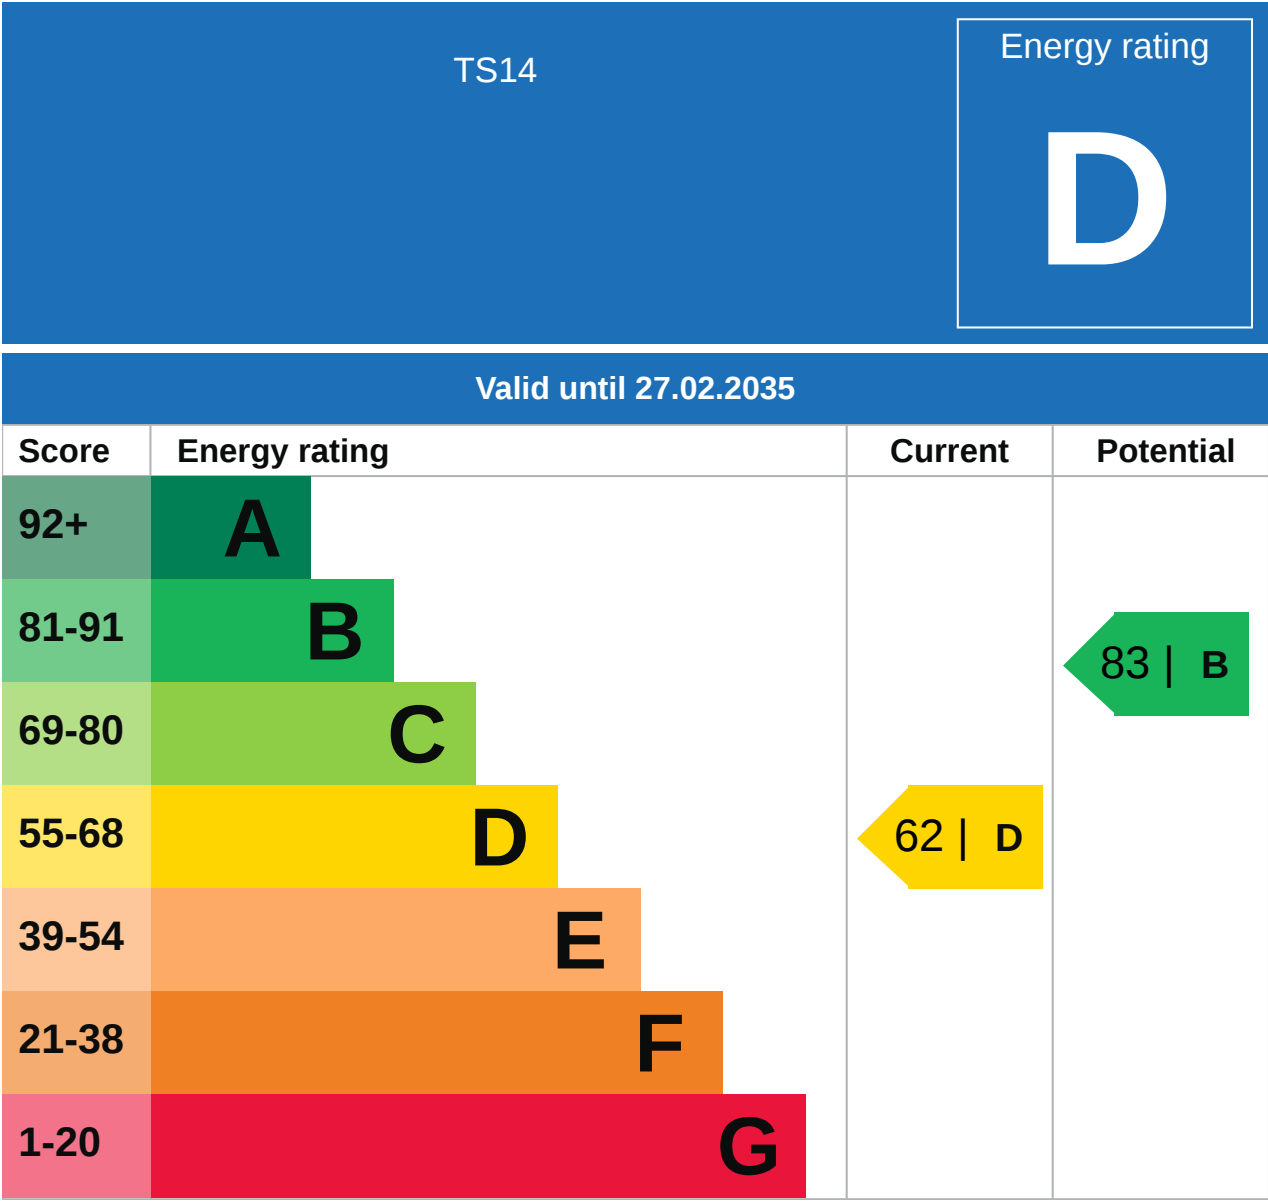 TS14
Energy rating
D
Valid until 27.02.2035
Score Energy rating Current Potential
92+ A
81-91 B
83 | B
69-80 C
55-68 D
62 | D
39-54 E
21-38 F
1-20 G